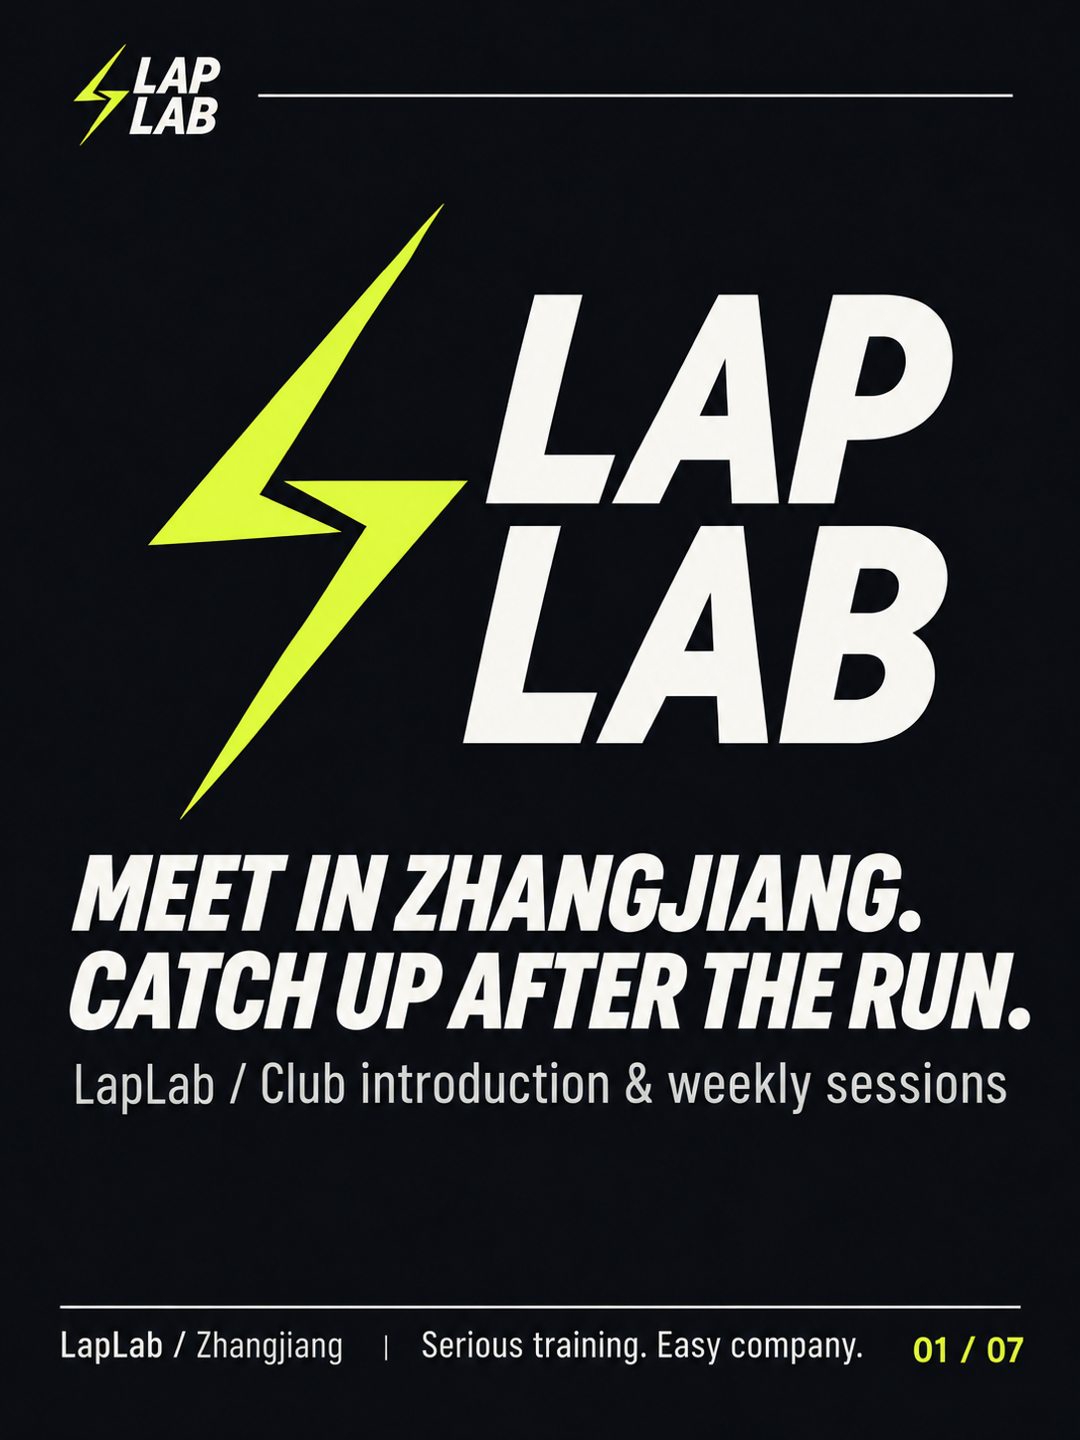 LAP
LAB
LAP
LAB
MEET IN ZHANGJIANG.
CATCH UP AFTER THE RUN.
LapLab / Club introduction & weekly sessions
LapLab / Zhangjiang | Serious training. Easy company. 01 / 07